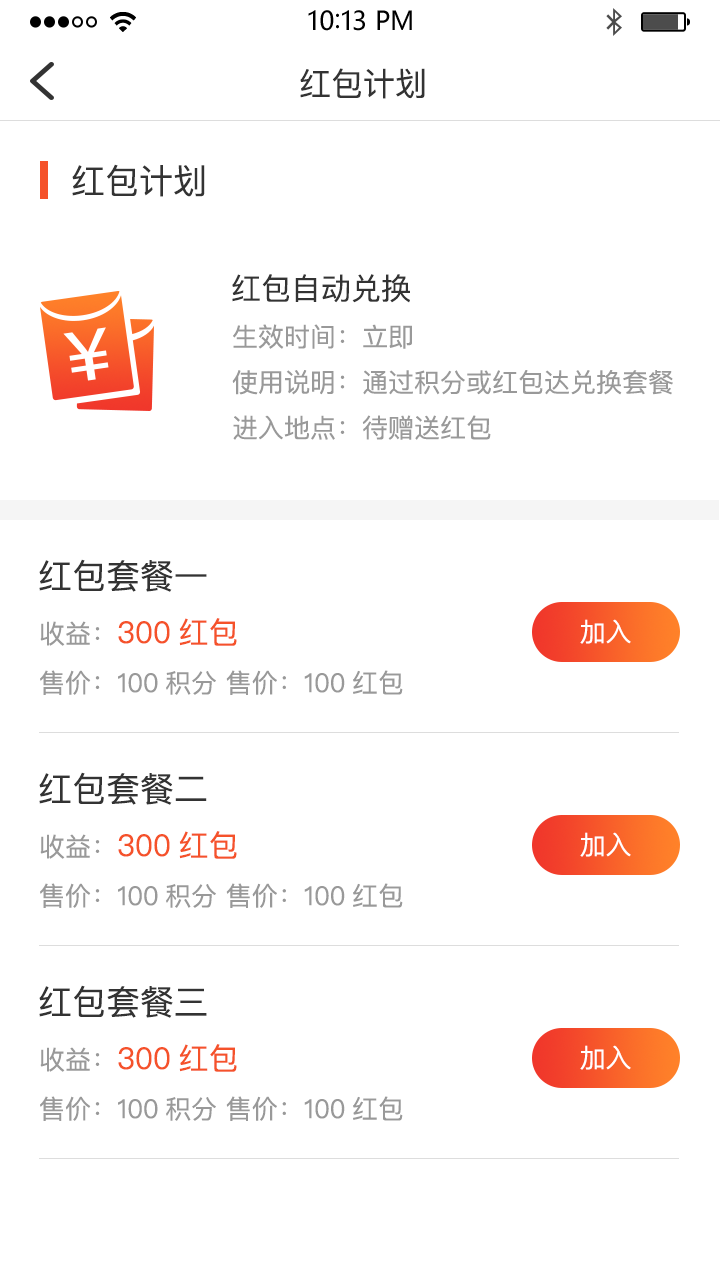 10:13 PM
红包计划
红包计划
¥
红包自动兑换
生效时间：立即
使用说明：通过积分或红包达兑换套餐
进入地点：待赠送红包
红包套餐一
收益：300 红包
加入
售价：100 积分 售价：100 红包
红包套餐二
收益：300 红包
加入
售价：100 积分 售价：100 红包
红包套餐三
收益：300 红包
加入
售价：100 积分 售价：100 红包